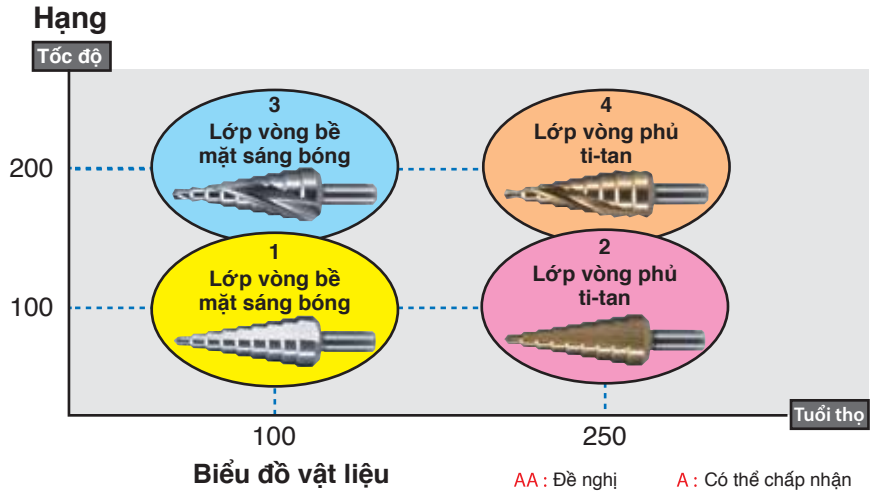 Hạng
Tốc độ
3
Lớp vòng bề
mặt sáng bóng
4
Lớp vòng phủ
ti-tan
200
1
Lớp vòng bề
mặt sáng bóng
2
Lớp vòng phủ
ti-tan
100
Tuổi thọ
100
250
Biểu đồ vật liệu
AA : Đề nghị
A : Có thể chấp nhận